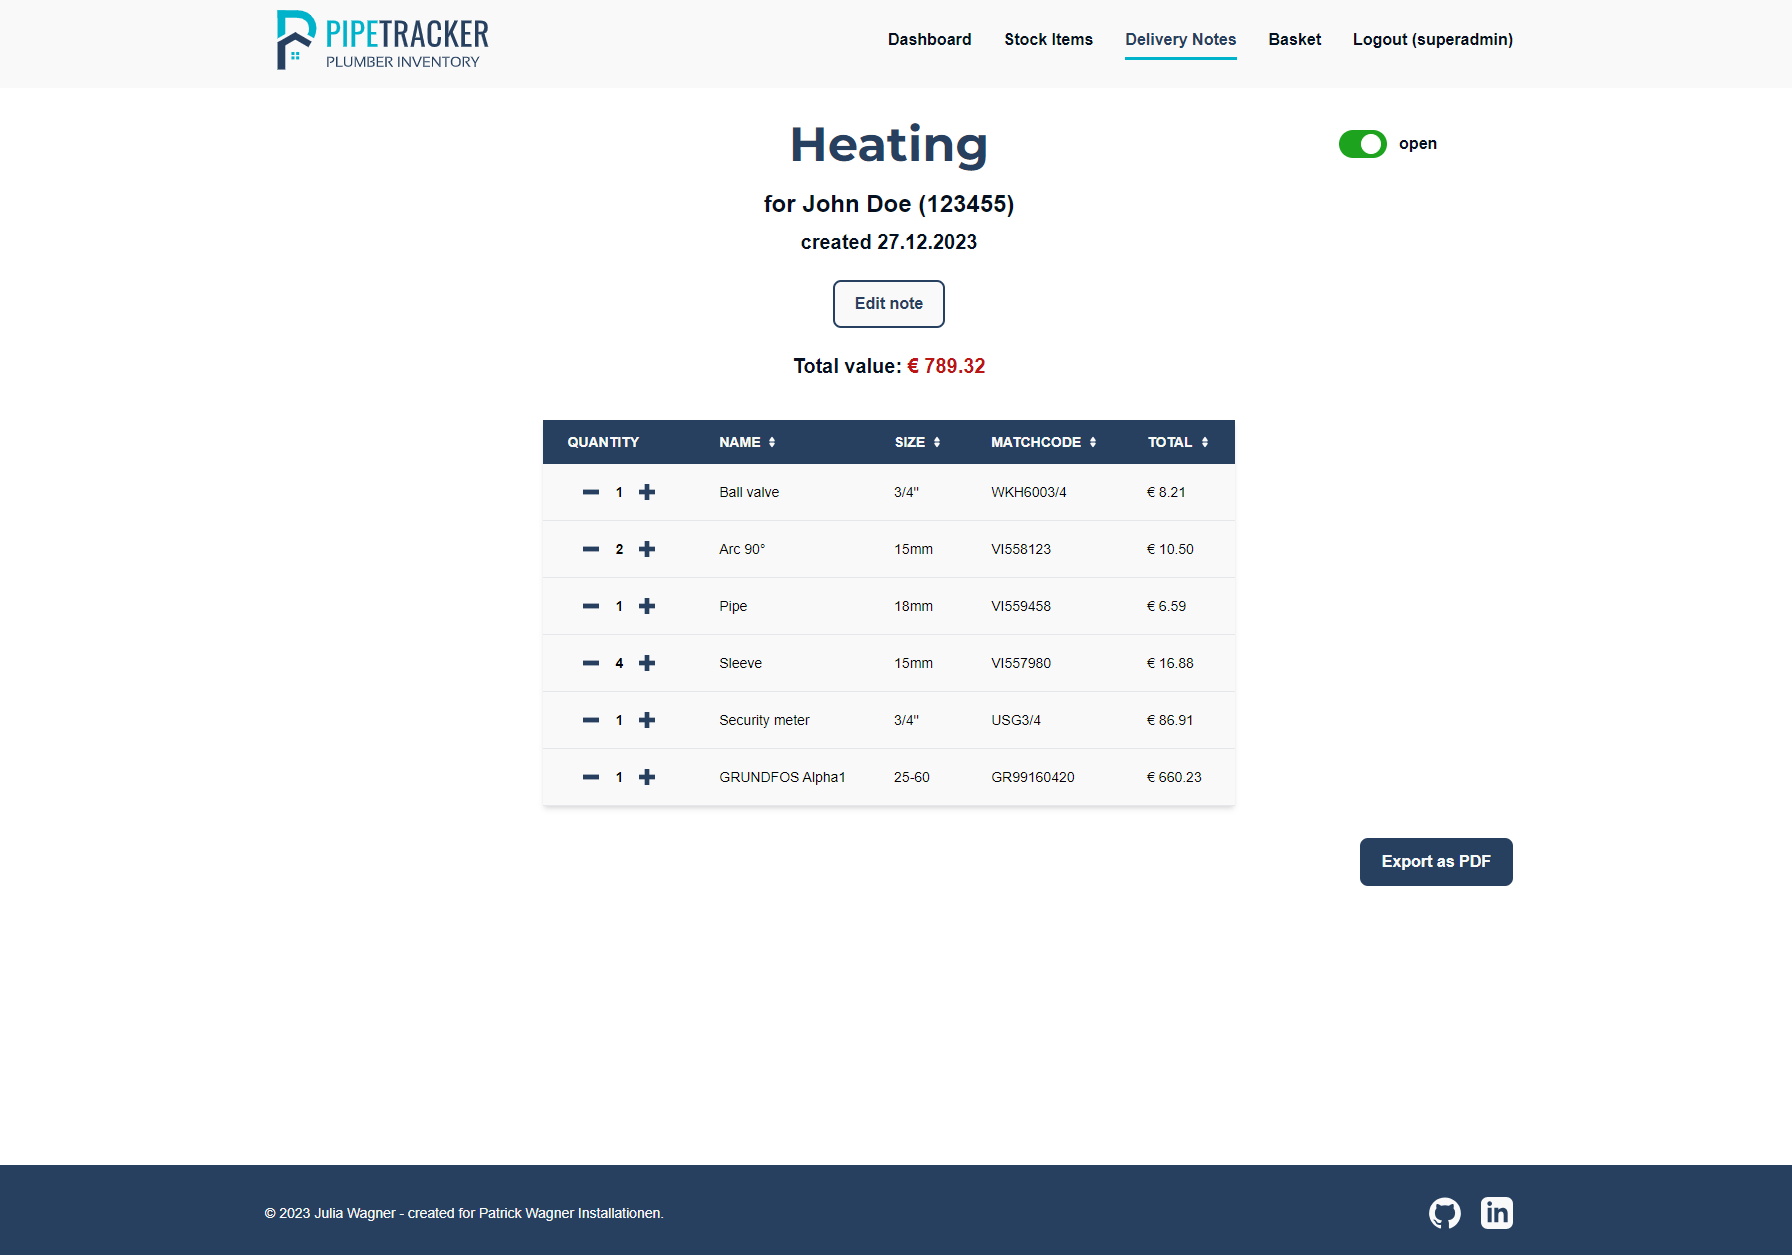 PIPETRACKER
PLUMBER INVENTORY
Dashboard Stock Items Delivery Notes Basket Logout (superadmin)
Heating
open
for John Doe (123455)
created 27.12.2023
Edit note
Total value: € 789.32
QUANTITY NAME SIZE MATCHCODE TOTAL
1 Ball valve 3/4" WKH6003/4 € 8.21
2 Arc 90° 15mm VI558123 € 10.50
1 Pipe 18mm VI559458 € 6.59
4 Sleeve 15mm VI557980 € 16.88
1 Security meter 3/4" USG3/4 € 86.91
1 GRUNDFOS Alpha1 25-60 GR99160420 € 660.23
Export as PDF
© 2023 Julia Wagner - created for Patrick Wagner Installationen.
in